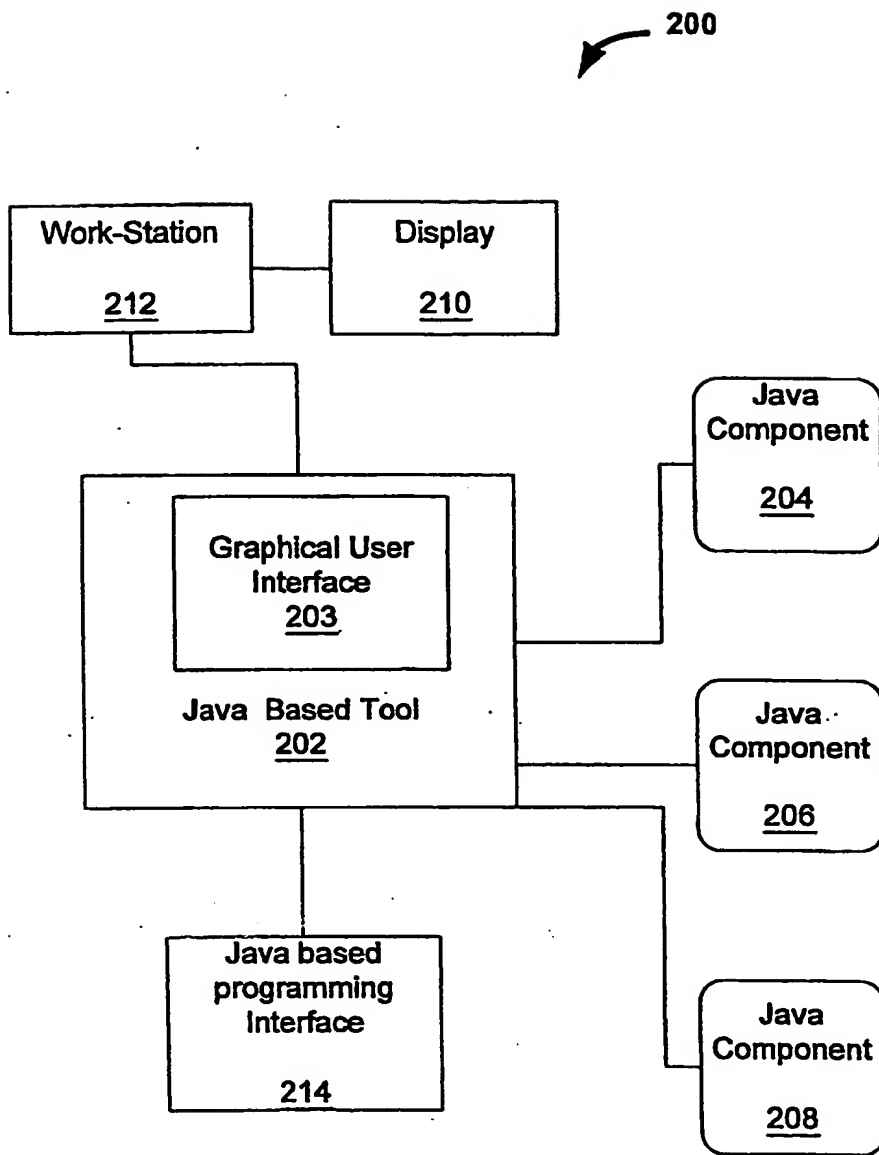 200
Work-Station
212
Display
210
Java
Component
204
Graphical User
Interface
203
Java Based Tool
202
Java
Component
206
Java based
programming
Interface
214
Java
Component
208